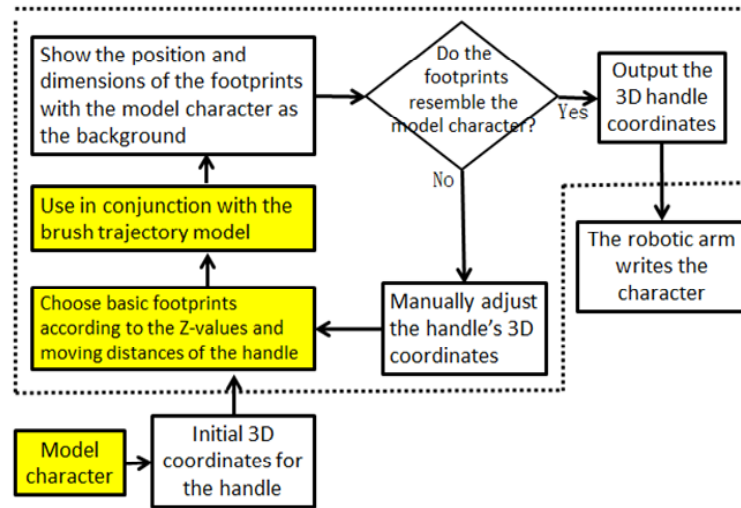 Show the position and
dimensions of the footprints
with the model character as
the background
Do the
footprints
resemble the
model character?
Yes
Output the
3D handle
coordinates
No
Use in conjunction with the
brush trajectory model
The robotic arm
writes the
character
Choose basic footprints
according to the Z-values and
moving distances of the handle
Manually adjust
the handle's 3D
coordinates
Model
character
Initial 3D
coordinates for
the handle